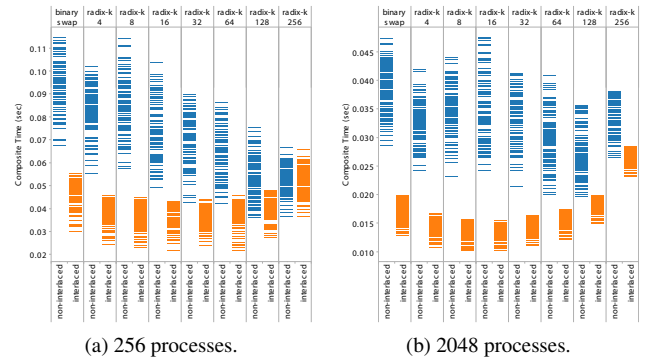 binary radix-k radix-k radix-k radix-k radix-k radix-k radix-k
swap 4 8 16 32 64 128 256
0.11
0.10
0.09
0.08
0.07
0.06
0.05
0.04
0.03
0.02
Composite Time (sec)
non-interlaced interlaced non-interlaced interlaced non-interlaced interlaced non-interlaced interlaced non-interlaced interlaced non-interlaced interlaced non-interlaced interlaced non-interlaced interlaced
(a) 256 processes.
binary radix-k radix-k radix-k radix-k radix-k radix-k radix-k
swap 4 8 16 32 64 128 256
0.045
0.040
0.035
0.030
0.025
0.020
0.015
0.010
Composite Time (sec)
non-interlaced interlaced non-interlaced interlaced non-interlaced interlaced non-interlaced interlaced non-interlaced interlaced non-interlaced interlaced non-interlaced interlaced non-interlaced interlaced
(b) 2048 processes.